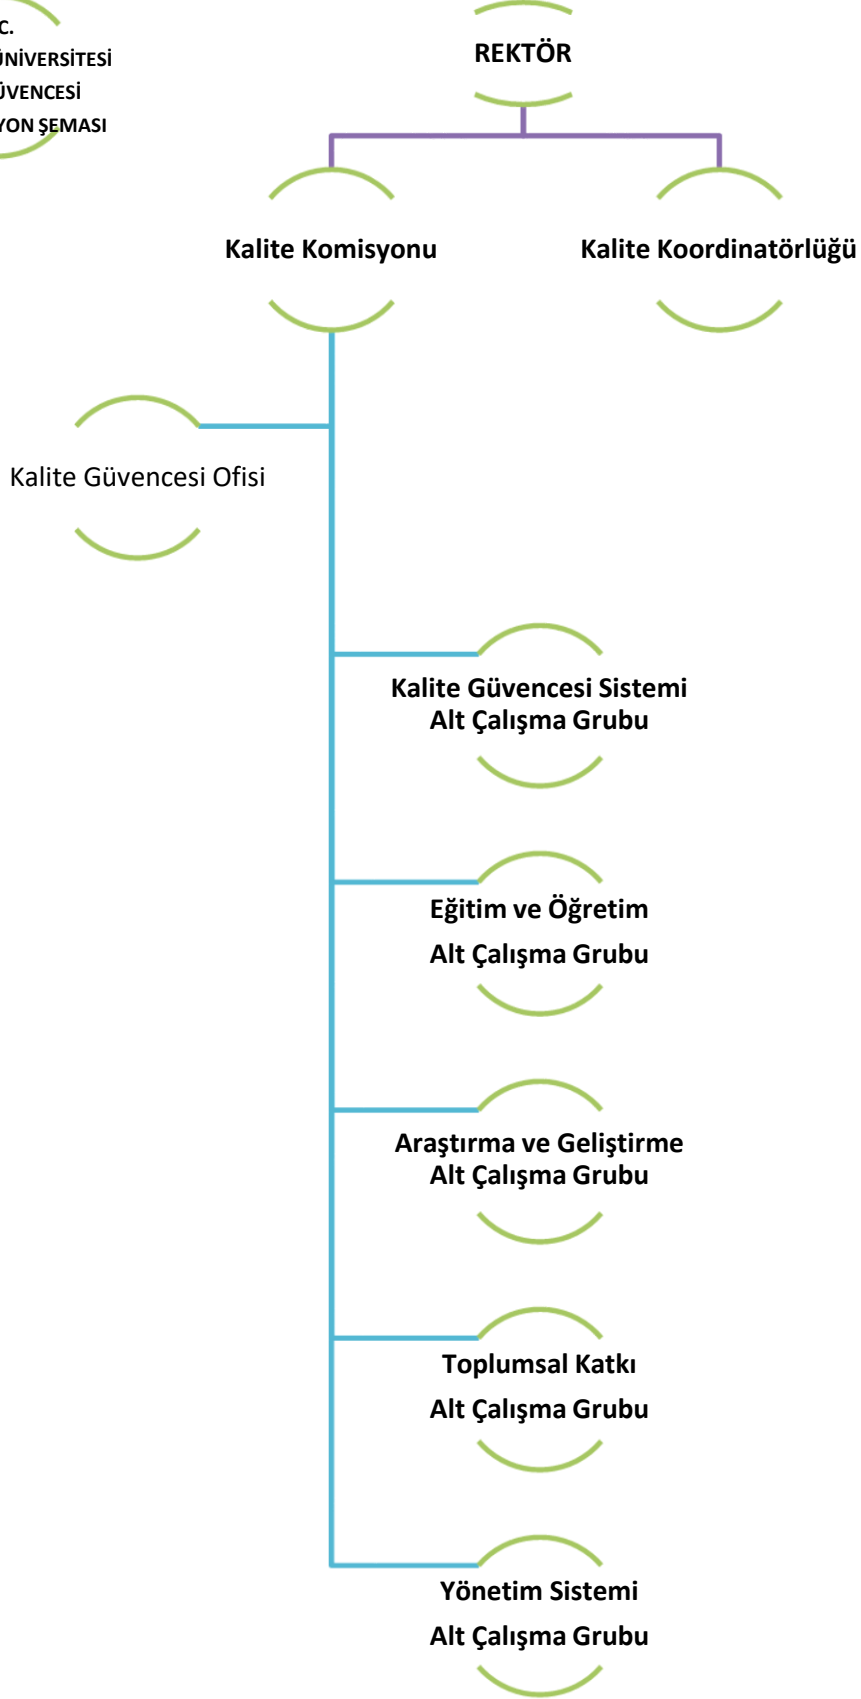 C.
ÜNİVERSİTESİ
ÜVENCESİ
YON ŞEMASI
REKTÖR
Kalite Komisyonu
Kalite Koordinatörlüğü
Kalite Güvencesi Ofisi
Kalite Güvencesi Sistemi
Alt Çalışma Grubu
Eğitim ve Öğretim
Alt Çalışma Grubu
Araştırma ve Geliştirme
Alt Çalışma Grubu
Toplumsal Katkı
Alt Çalışma Grubu
Yönetim Sistemi
Alt Çalışma Grubu